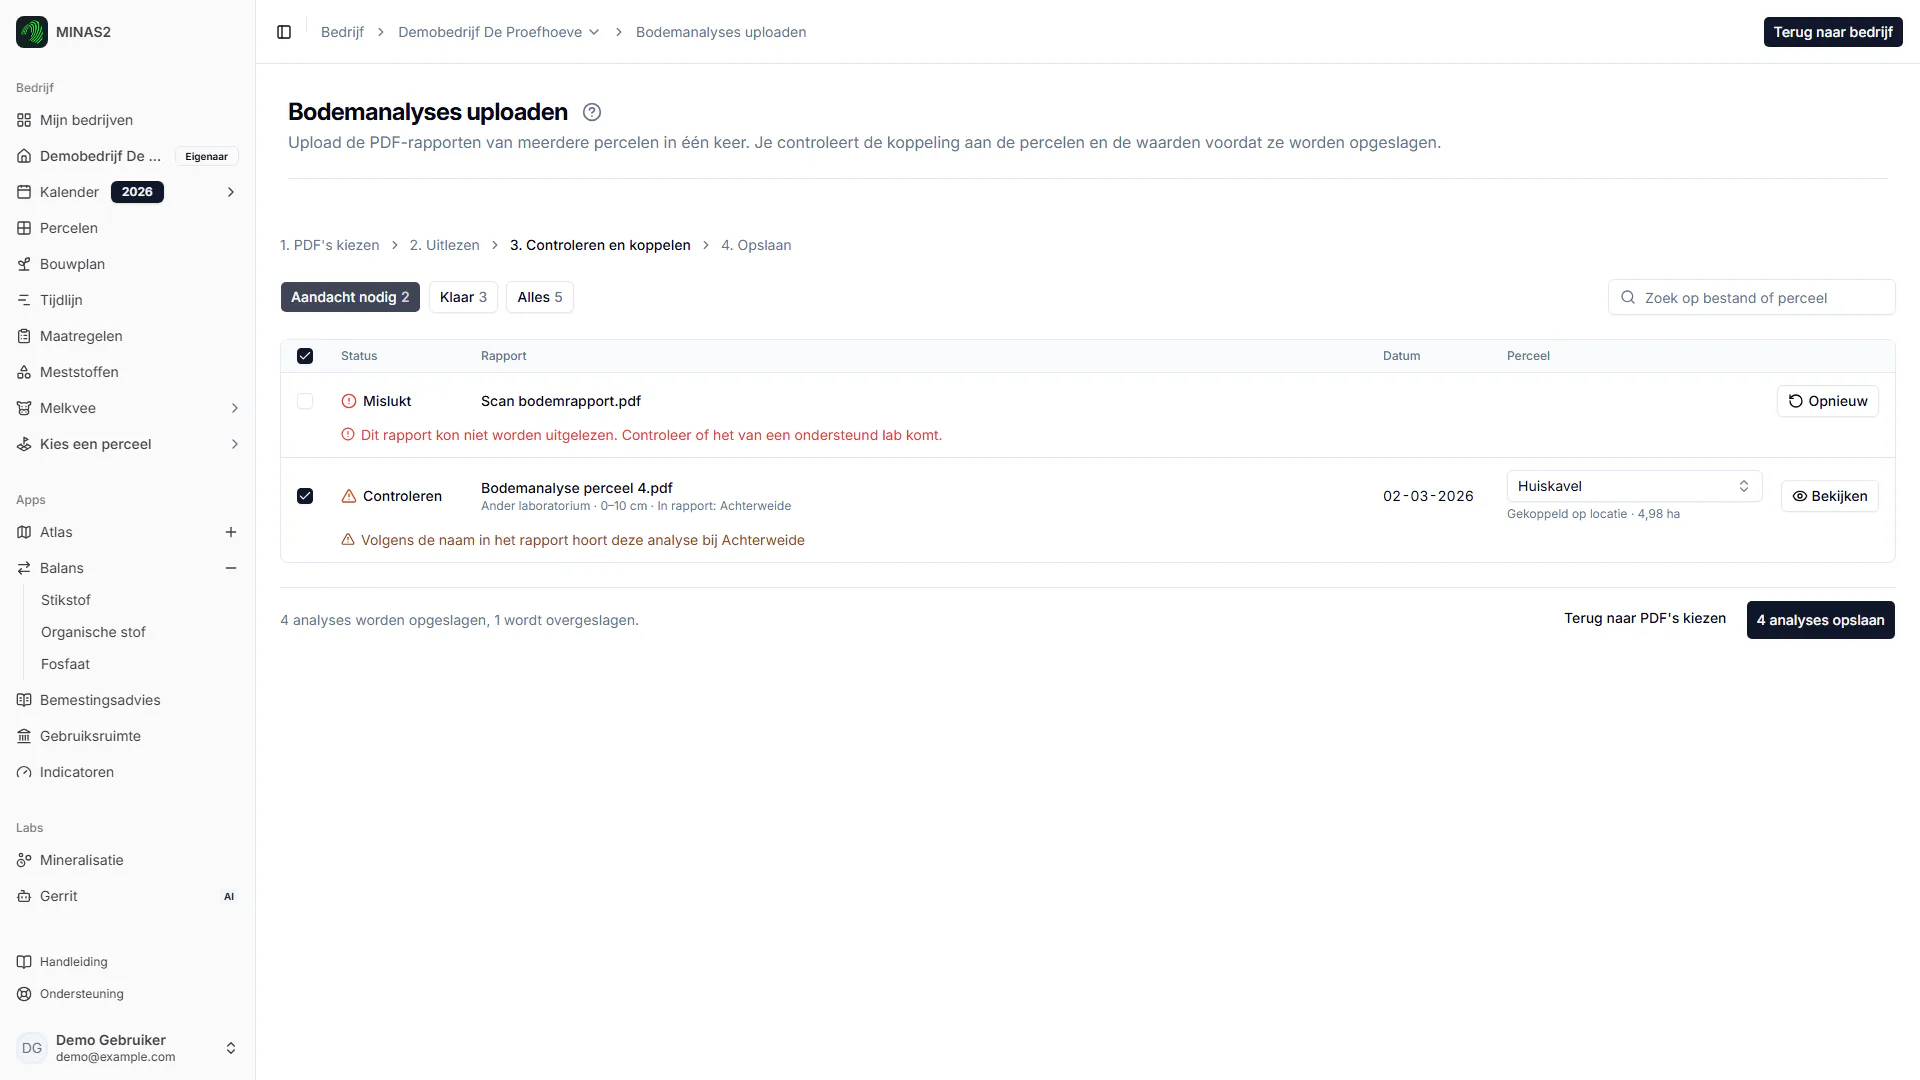 MINAS2
Bedrijf
Mijn bedrijven
Demobedrijf De ... Eigenaar
Kalender 2026
Percelen
Bouwplan
Tijdlijn
Maatregelen
Meststoffen
Melkvee
Kies een perceel
Apps
Atlas
Balans
Stikstof
Organische stof
Fosfaat
Bemestingsadvies
Gebruiksruimte
Indicatoren
Labs
Mineralisatie
Gerrit AI
Handleiding
Ondersteuning
DG Demo Gebruiker
demo@example.com
Bedrijf Demobedrijf De Proefhoeve Bodemanalyses uploaden
Terug naar bedrijf
Bodemanalyses uploaden
Upload de PDF-rapporten van meerdere percelen in één keer. Je controleert de koppeling aan de percelen en de waarden voordat ze worden opgeslagen.
1. PDF's kiezen 2. Uitlezen 3. Controleren en koppelen 4. Opslaan
Aandacht nodig 2 Klaar 3 Alles 5
Zoek op bestand of perceel
Status Rapport Datum Perceel
Mislukt Scan bodemrapport.pdf Opnieuw
Dit rapport kon niet worden uitgelezen. Controleer of het van een ondersteund lab komt.
Controleren Bodemanalyse perceel 4.pdf
Ander laboratorium · 0–10 cm · In rapport: Achterweide
02-03-2026
Huiskavel
Gekoppeld op locatie · 4,98 ha
Bekijken
Volgens de naam in het rapport hoort deze analyse bij Achterweide
4 analyses worden opgeslagen, 1 wordt overgeslagen.
Terug naar PDF's kiezen
4 analyses opslaan